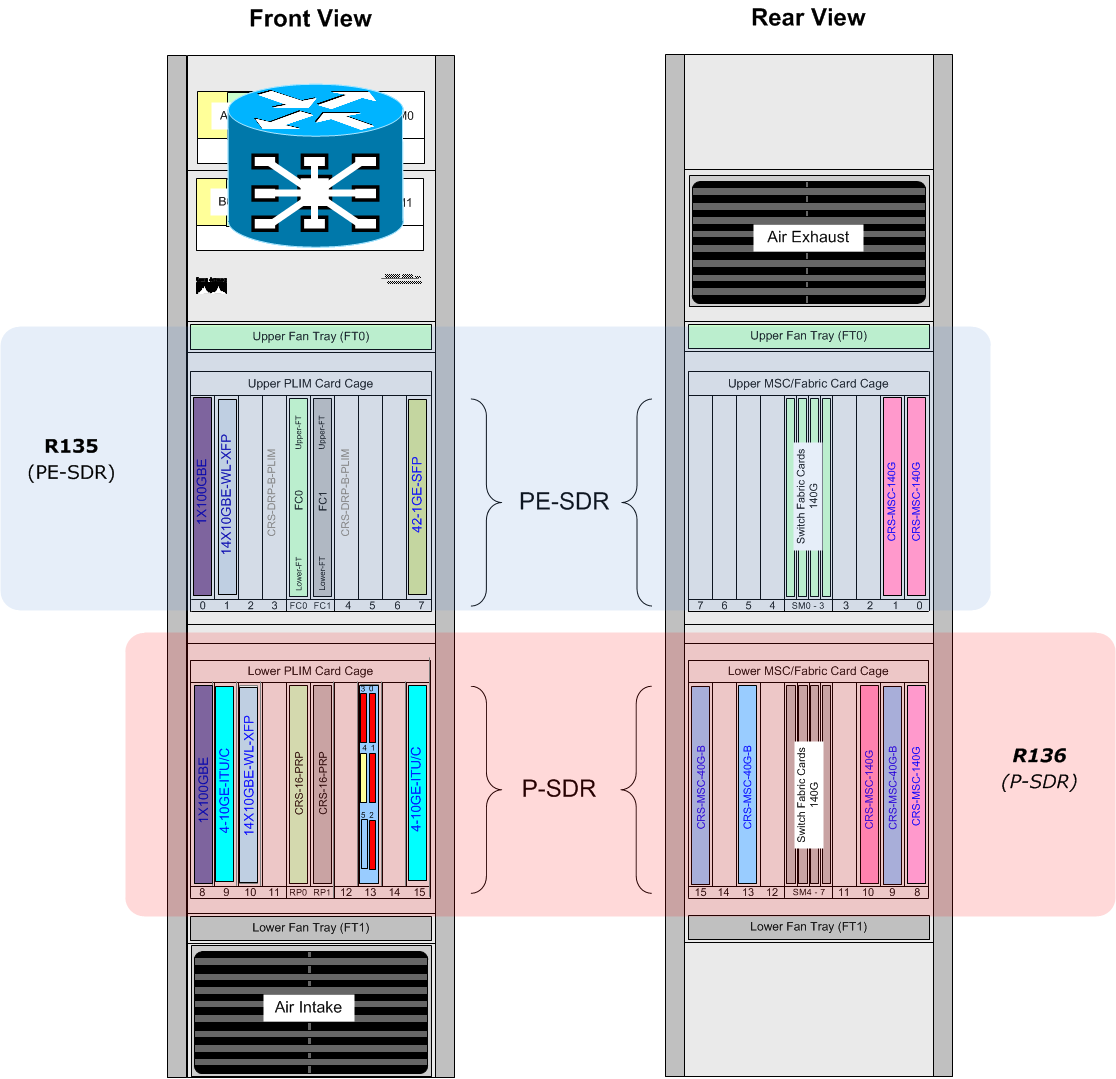 Front View
Rear View
A
M0
B
I1
Air Exhaust
Upper Fan Tray (FT0)
Upper Fan Tray (FT0)
Upper PLIM Card Cage
Upper MSC/Fabric Card Cage
R135
(PE-SDR)
1X100GBE
14X10GBE-WL-XFP
CRS-DRP-B-PLIM
Upper-FT
FC0
Lower-FT
Upper-FT
FC1
Lower-FT
CRS-DRP-B-PLIM
42-1GE-SFP
PE-SDR
Switch Fabric Cards
140G
CRS-MSC-140G
CRS-MSC-140G
0 1 2 3 FC0 FC1 4 5 6 7
7 6 5 4 SM0 - 3 3 2 1 0
Lower PLIM Card Cage
Lower MSC/Fabric Card Cage
1X100GBE
4-10GE-ITU/C
14X10GBE-WL-XFP
CRS-16-PRP
CRS-16-PRP
3 0
4 1
5 2
4-10GE-ITU/C
P-SDR
CRS-MSC-40G-B
CRS-MSC-40G-B
Switch Fabric Cards
140G
CRS-MSC-140G
CRS-MSC-40G-B
CRS-MSC-140G
R136
(P-SDR)
8 9 10 11 RP0 RP1 12 13 14 15
15 14 13 12 SM4 - 7 11 10 9 8
Lower Fan Tray (FT1)
Lower Fan Tray (FT1)
Air Intake